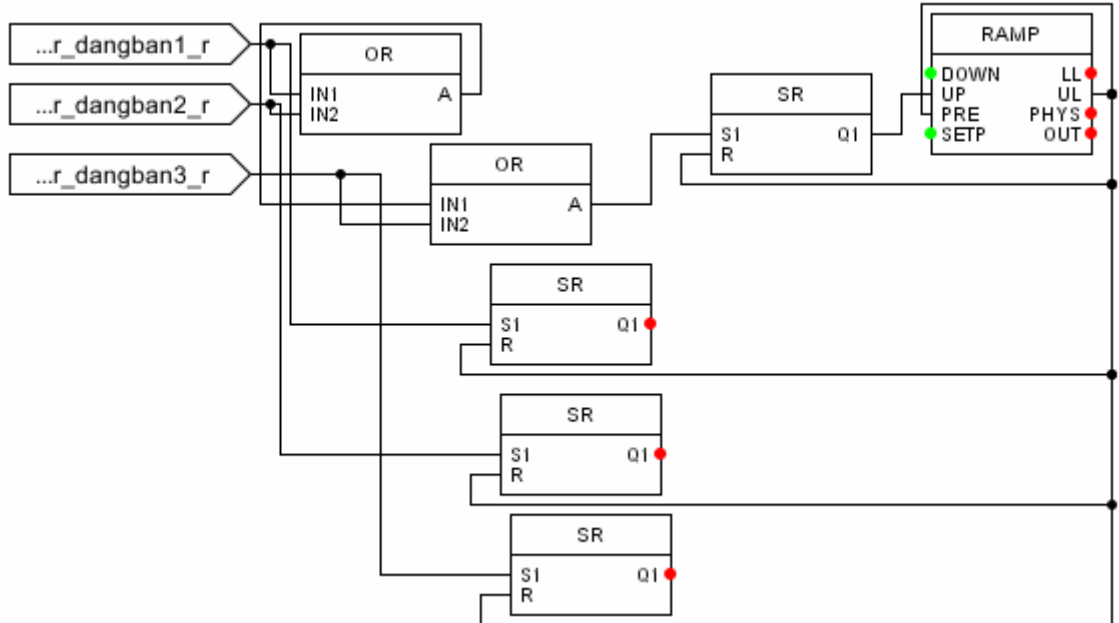 ...r_dangban1_r
OR
IN1 A
IN2
...r_dangban2_r
...r_dangban3_r
OR
IN1 A
IN2
SR
S1 Q1
R
RAMP
DOWN LL
UP UL
PRE PHYS
SETP OUT
SR
S1 Q1
R
SR
S1 Q1
R
SR
S1 Q1
R